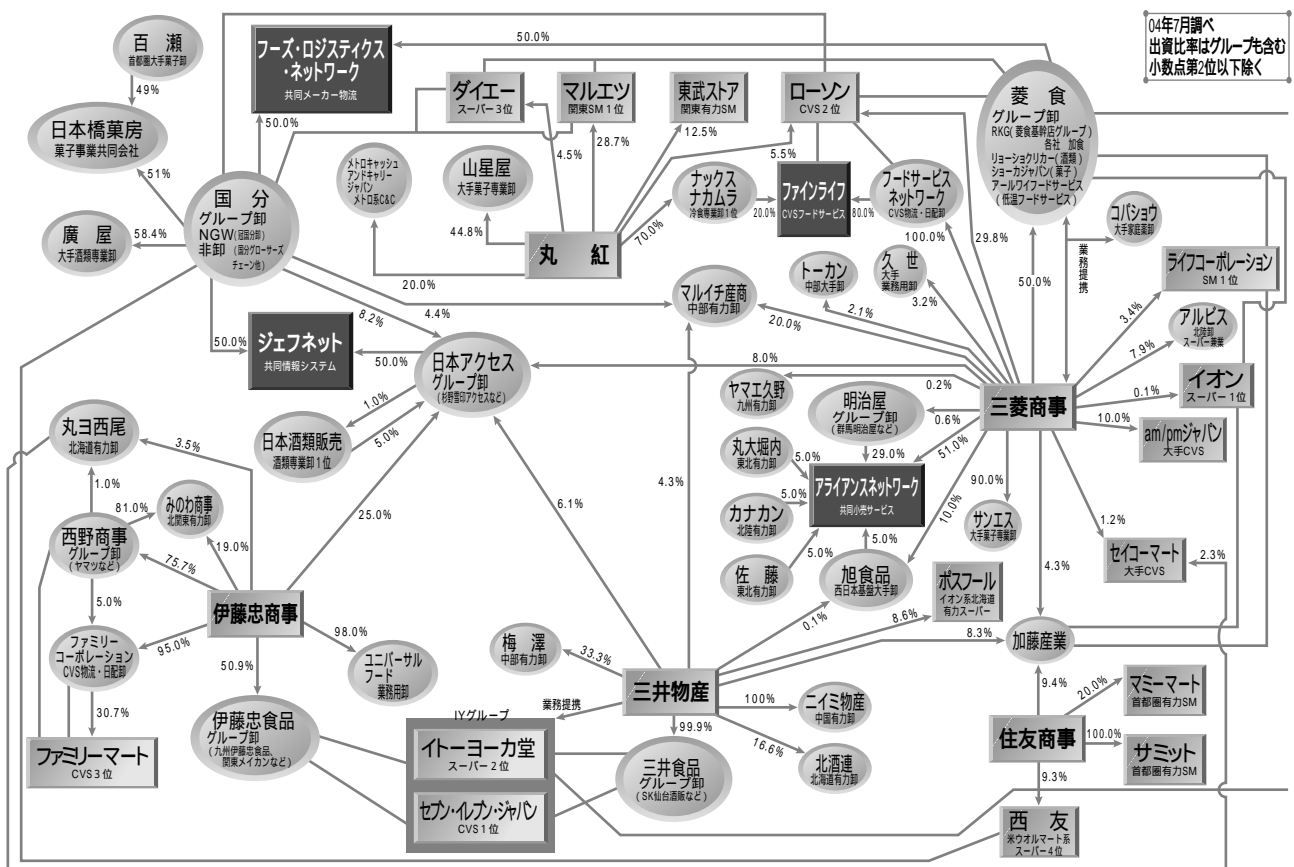 04年7月調べ
出資比率はグループも含む
小数点第2位以下除く
百 瀬
首都圏大手菓子卸
49%
日本橋菓房
菓子事業共同会社
51%
フーズ・ロジスティクス
・ネットワーク
共同メーカー物流
50.0%
50.0%
国 分
グループ卸
NGW(冠国分卸)
非卸(国分グローサーズ
チェーン他)
廣 屋
大手酒類専業卸
58.4%
ダイエー
スーパー3位
マルエツ
関東SM1位
東武ストア
関東有力SM
ローソン
CVS2位
4.5%
28.7%
12.5%
5.5%
メトロキャッシュ
アンドキャリー
ジャパン
メトロ系C&C
山星屋
大手菓子専業卸
44.8%
丸 紅
70.0%
ナックス
ナカムラ
冷食専業卸1位
20.0%
ファインライフ
CVSフードサービス
80.0%
フードサービス
ネットワーク
CVS物流・日配卸
100.0%
29.8%
菱 食
グループ卸
RKG(菱食基幹店グループ)
各社 加食
リョーショクリカー(酒類)
ショーカジャパン(菓子)
アールワイフードサービス
(低温フードサービス)
50.0%
業務提携
コバショウ
大手家庭薬卸
ライフコーポレーション
SM1位
3.4%
アルビス
北陸卸
スーパー兼業
7.9%
イオン
スーパー1位
0.1%
am/pmジャパン
大手CVS
10.0%
20.0%
マルイチ産商
中部有力卸
20.0%
トーカン
中部大手卸
2.1%
久 世
大手
業務用卸
3.2%
8.2%
4.4%
50.0%
ジェフネット
共同情報システム
50.0%
日本アクセス
グループ卸
(杉野雪印アクセスなど)
8.0%
1.0%
5.0%
日本酒類販売
酒類専業卸1位
三菱商事
ヤマエ久野
九州有力卸
0.2%
明治屋
グループ卸
(群馬明治屋など)
0.6%
29.0%
51.0%
丸大堀内
東北有力卸
5.0%
アライアンスネットワーク
共同小売サービス
カナカン
北陸有力卸
5.0%
佐 藤
東北有力卸
5.0%
旭食品
西日本基盤大手卸
5.0%
10.0%
90.0%
サンエス
大手菓子専業卸
1.2%
セイコーマート
大手CVS
2.3%
4.3%
丸ヨ西尾
北海道有力卸
3.5%
1.0%
西野商事
グループ卸
(ヤマツなど)
81.0%
みのわ商事
北関東有力卸
19.0%
75.7%
25.0%
6.1%
4.3%
伊藤忠商事
5.0%
ファミリー
コーポレーション
CVS物流・日配卸
95.0%
30.7%
ファミリーマート
CVS3位
50.9%
伊藤忠食品
グループ卸
(九州伊藤忠食品、
関東メイカンなど)
98.0%
ユニバーサル
フード
業務用卸
梅 澤
中部有力卸
33.3%
三井物産
0.1%
ポスフール
イオン系北海道
有力スーパー
8.6%
8.3%
加藤産業
業務提携
IYグループ
イトーヨーカ堂
スーパー2位
セブン・イレブン・ジャパン
CVS1位
99.9%
三井食品
グループ卸
(SK仙台酒販など)
100%
ニイミ物産
中国有力卸
16.6%
北酒連
北海道有力卸
9.4%
住友商事
20.0%
マミーマート
首都圏有力SM
100.0%
サミット
首都圏有力SM
9.3%
西 友
米ウオルマート系
スーパー4位